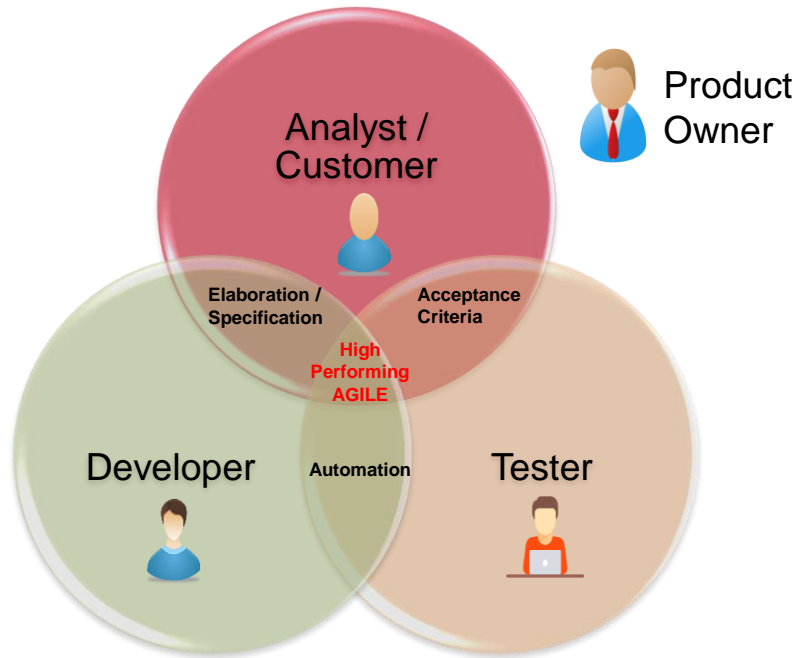 Analyst /
Customer
Product
Owner
Elaboration /
Specification
Acceptance
Criteria
High
Performing
AGILE
Developer
Automation
Tester